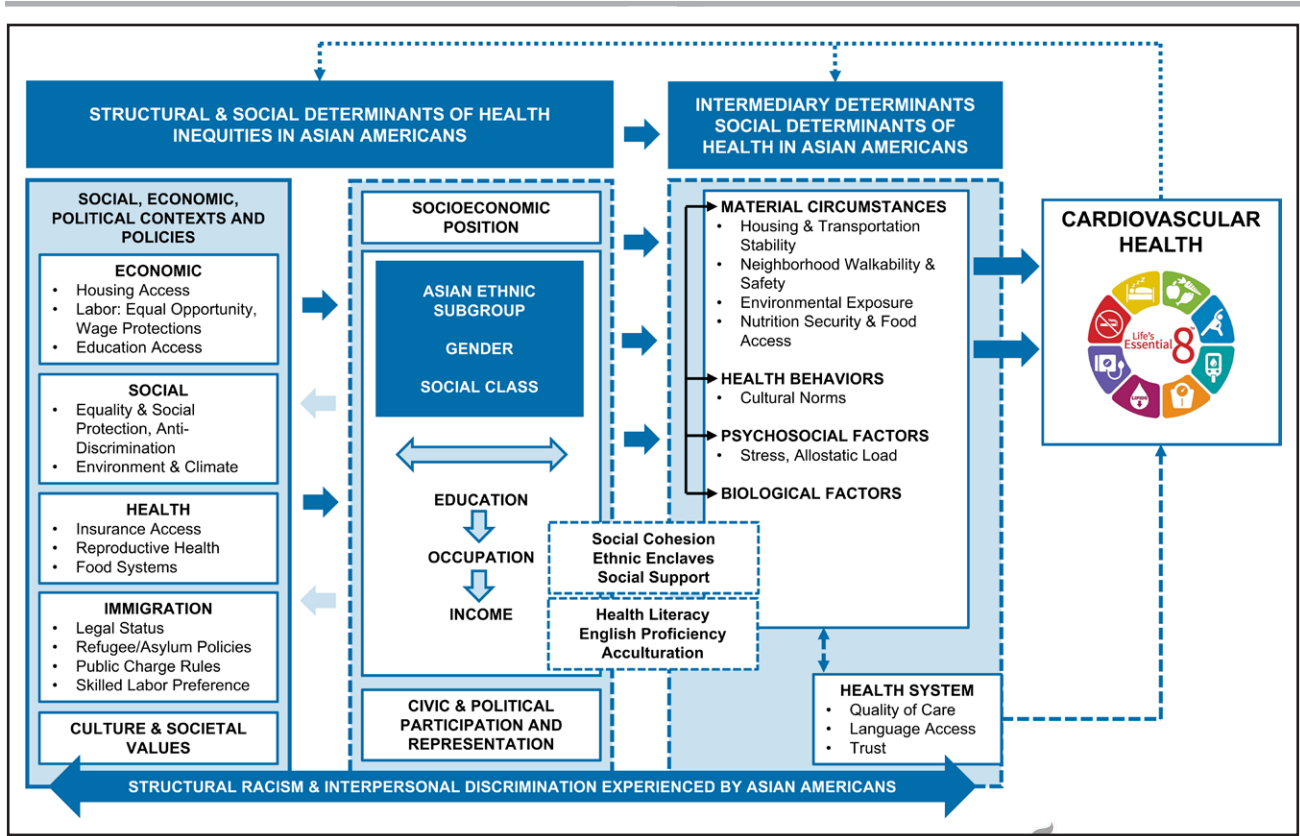 STRUCTURAL & SOCIAL DETERMINANTS OF HEALTH
INEQUITIES IN ASIAN AMERICANS
INTERMEDIARY DETERMINANTS
SOCIAL DETERMINANTS OF
HEALTH IN ASIAN AMERICANS
SOCIAL, ECONOMIC,
POLITICAL CONTEXTS AND
POLICIES
ECONOMIC
• Housing Access
• Labor: Equal Opportunity,
Wage Protections
• Education Access
SOCIAL
• Equality & Social
Protection, Anti-
Discrimination
• Environment & Climate
HEALTH
• Insurance Access
• Reproductive Health
• Food Systems
IMMIGRATION
• Legal Status
• Refugee/Asylum Policies
• Public Charge Rules
• Skilled Labor Preference
CULTURE & SOCIETAL
VALUES
SOCIOECONOMIC
POSITION
ASIAN ETHNIC
SUBGROUP
GENDER
SOCIAL CLASS
EDUCATION
OCCUPATION
INCOME
CIVIC & POLITICAL
PARTICIPATION AND
REPRESENTATION
Social Cohesion
Ethnic Enclaves
Social Support
Health Literacy
English Proficiency
Acculturation
MATERIAL CIRCUMSTANCES
• Housing & Transportation
Stability
• Neighborhood Walkability &
Safety
• Environmental Exposure
• Nutrition Security & Food
Access
HEALTH BEHAVIORS
• Cultural Norms
PSYCHOSOCIAL FACTORS
• Stress, Allostatic Load
BIOLOGICAL FACTORS
HEALTH SYSTEM
• Quality of Care
• Language Access
• Trust
CARDIOVASCULAR
HEALTH
Life's
Essential 8™
LIPIDS
STRUCTURAL RACISM & INTERPERSONAL DISCRIMINATION EXPERIENCED BY ASIAN AMERICANS